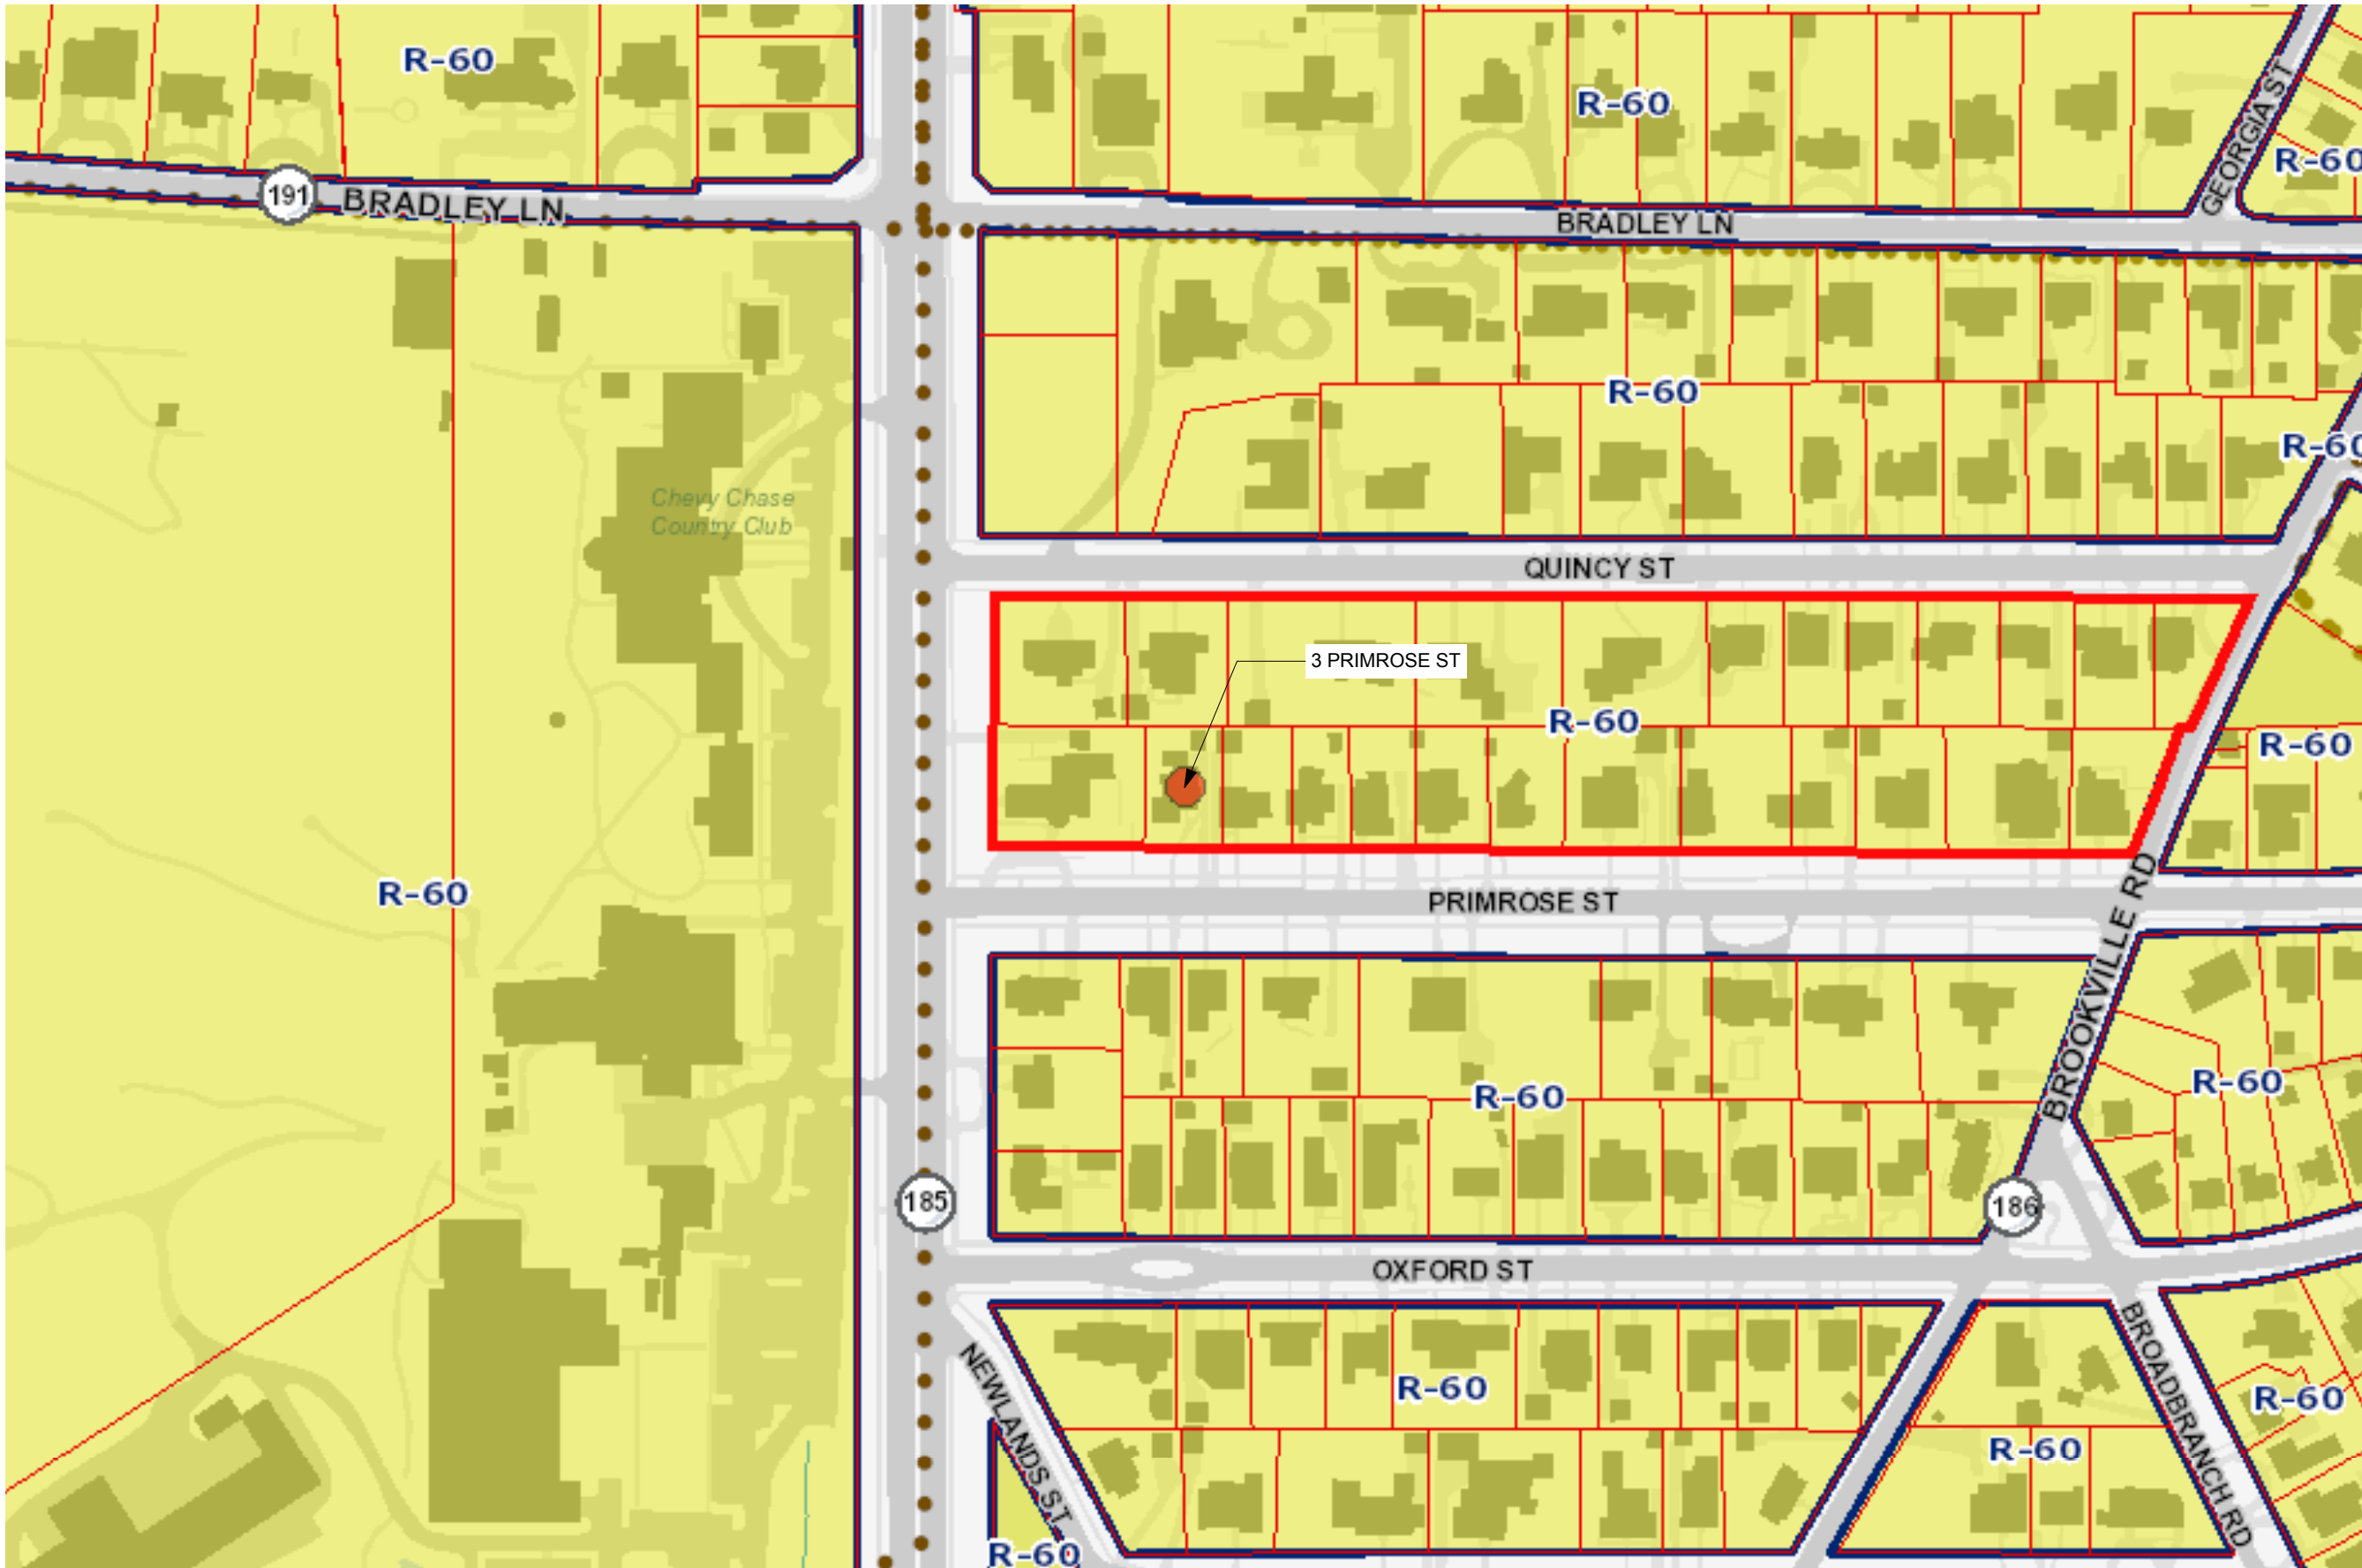 R-60
R-60
GEORGIA ST
R-60
191
BRADLEY LN
BRADLEY LN
R-60
R-60
Chevy Chase
Country Club
QUINCY ST
3 PRIMROSE ST
R-60
R-60
R-60
PRIMROSE ST
BROOKVILLE RD
R-60
R-60
185
186
OXFORD ST
NEWLANDS ST
BROADBRANCH RD
R-60
R-60
R-60
R-60